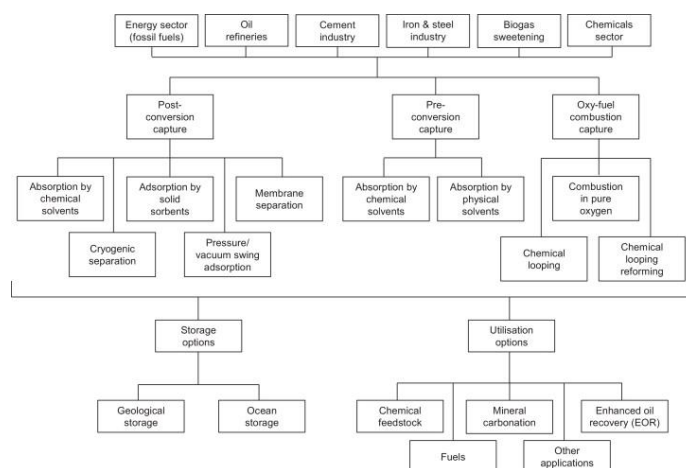 Energy sector
(fossil fuels)
Oil
refineries
Cement
industry
Iron & steel
industry
Biogas
sweetening
Chemicals
sector
Post-
conversion
capture
Pre-
conversion
capture
Oxy-fuel
combustion
capture
Absorption by
chemical
solvents
Adsorption by
solid
sorbents
Membrane
separation
Absorption by
chemical
solvents
Absorption by
physical
solvents
Combustion
in pure
oxygen
Cryogenic
separation
Pressure/
vacuum swing
adsorption
Chemical
looping
Chemical
looping
reforming
Storage
options
Utilisation
options
Geological
storage
Ocean
storage
Chemical
feedstock
Mineral
carbonation
Enhanced oil
recovery (EOR)
Fuels
Other
applications